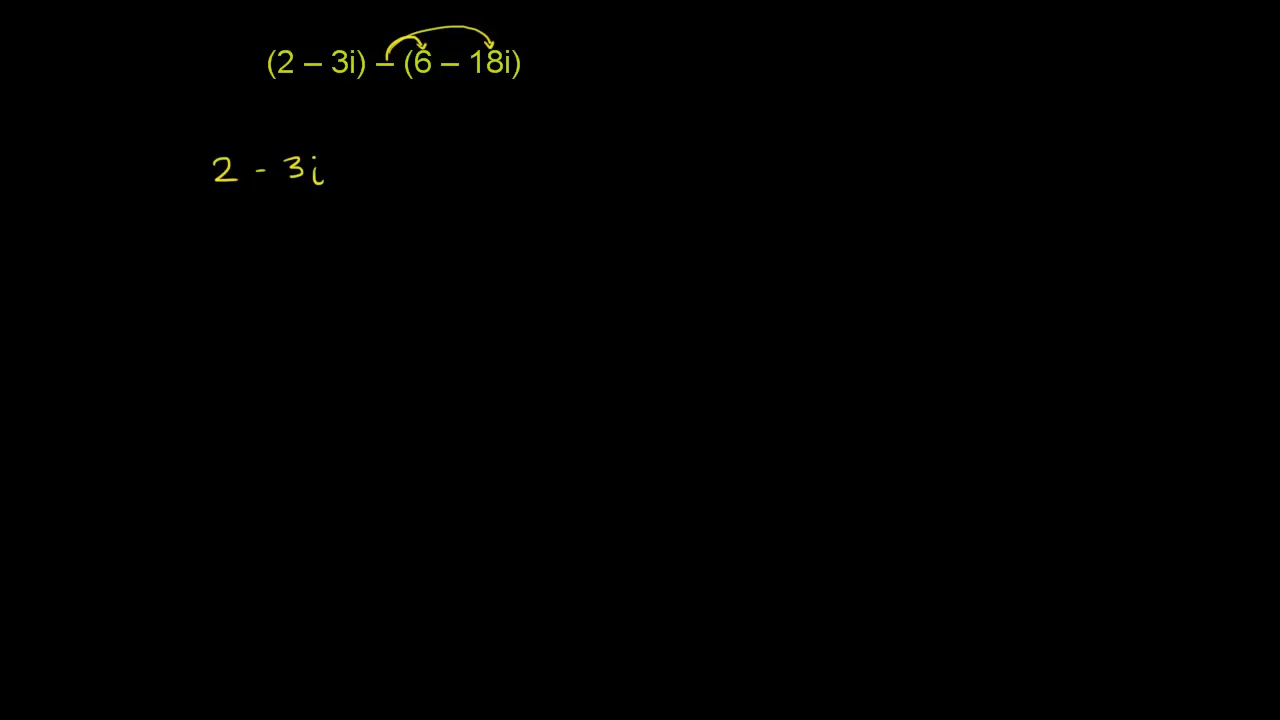 (2 – 3i) – (6 – 18i)
2 - 3i